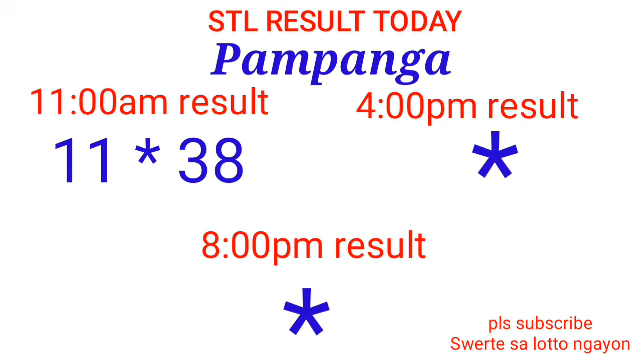 STL RESULT TODAY
Pampanga
11:00am result
11 * 38
4:00pm result
*
8:00pm result
*
pls subscribe
Swerte sa lotto ngayon